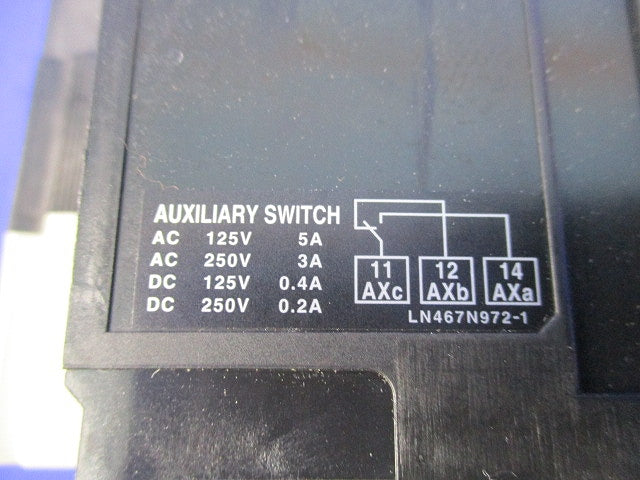 AUXILIARY SWITCH
AC 125V 5A
AC 250V 3A
DC 125V 0.4A
DC 250V 0.2A
11 12 14
AXc AXb AXa
LN467N972-1